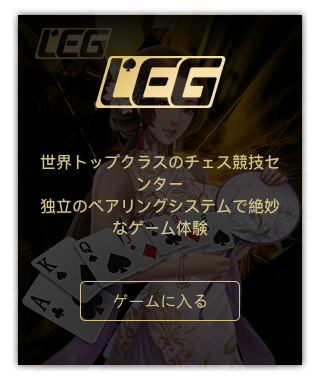 LEG
LEG
世界トップクラスのチェス競技セ
ンター
独立のペアリングシステムで絶妙
なゲーム体験
A
K
Q
ゲームに入る